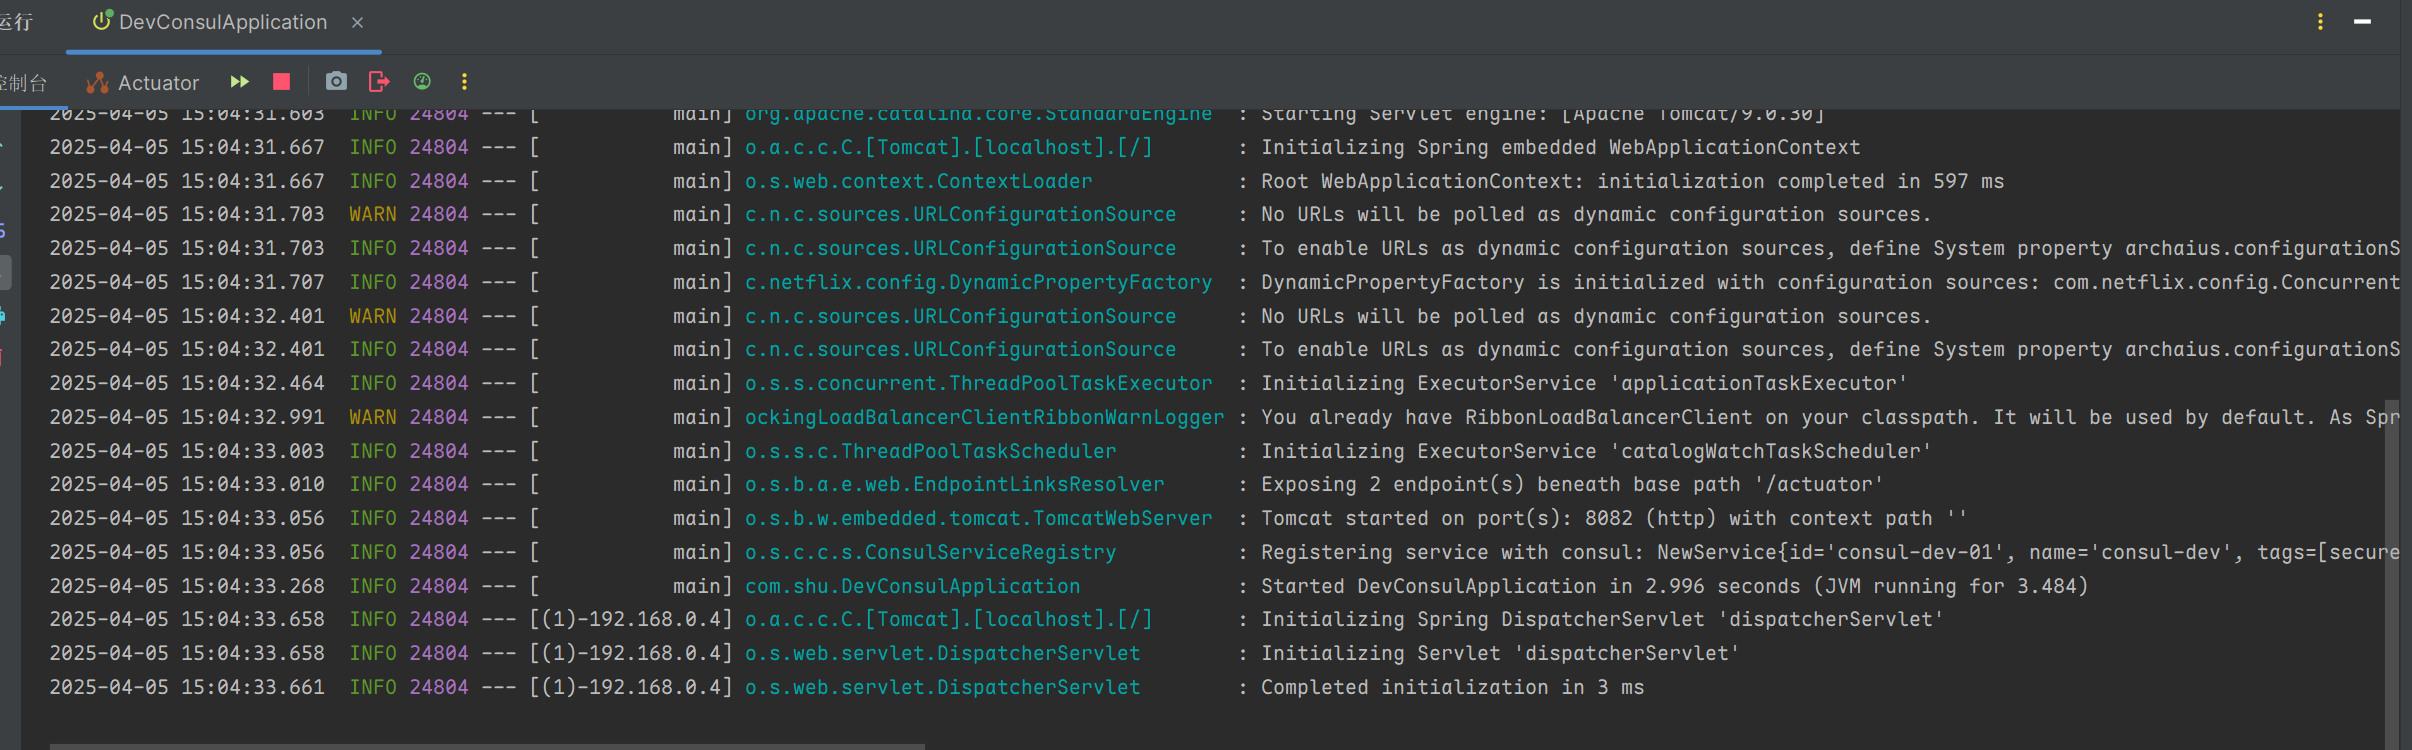 运行 DevConsulApplication ×
控制台 Actuator
2025-04-05 15:04:31.603  INFO 24804 --- [           main] org.apache.catalina.core.StandardEngine  : Starting Servlet engine: [Apache Tomcat/9.0.30]
2025-04-05 15:04:31.667  INFO 24804 --- [           main] o.a.c.c.C.[Tomcat].[localhost].[/]       : Initializing Spring embedded WebApplicationContext
2025-04-05 15:04:31.667  INFO 24804 --- [           main] o.s.web.context.ContextLoader            : Root WebApplicationContext: initialization completed in 597 ms
2025-04-05 15:04:31.703  WARN 24804 --- [           main] c.n.c.sources.URLConfigurationSource     : No URLs will be polled as dynamic configuration sources.
2025-04-05 15:04:31.703  INFO 24804 --- [           main] c.n.c.sources.URLConfigurationSource     : To enable URLs as dynamic configuration sources, define System property archaius.configurationS
2025-04-05 15:04:31.707  INFO 24804 --- [           main] c.netflix.config.DynamicPropertyFactory  : DynamicPropertyFactory is initialized with configuration sources: com.netflix.config.Concurrent
2025-04-05 15:04:32.401  WARN 24804 --- [           main] c.n.c.sources.URLConfigurationSource     : No URLs will be polled as dynamic configuration sources.
2025-04-05 15:04:32.401  INFO 24804 --- [           main] c.n.c.sources.URLConfigurationSource     : To enable URLs as dynamic configuration sources, define System property archaius.configurationS
2025-04-05 15:04:32.464  INFO 24804 --- [           main] o.s.s.concurrent.ThreadPoolTaskExecutor  : Initializing ExecutorService 'applicationTaskExecutor'
2025-04-05 15:04:32.991  WARN 24804 --- [           main] ockingLoadBalancerClientRibbonWarnLogger : You already have RibbonLoadBalancerClient on your classpath. It will be used by default. As Spr
2025-04-05 15:04:33.003  INFO 24804 --- [           main] o.s.s.c.ThreadPoolTaskScheduler          : Initializing ExecutorService 'catalogWatchTaskScheduler'
2025-04-05 15:04:33.010  INFO 24804 --- [           main] o.s.b.a.e.web.EndpointLinksResolver      : Exposing 2 endpoint(s) beneath base path '/actuator'
2025-04-05 15:04:33.056  INFO 24804 --- [           main] o.s.b.w.embedded.tomcat.TomcatWebServer  : Tomcat started on port(s): 8082 (http) with context path ''
2025-04-05 15:04:33.056  INFO 24804 --- [           main] o.s.c.c.s.ConsulServiceRegistry          : Registering service with consul: NewService{id='consul-dev-01', name='consul-dev', tags=[secure
2025-04-05 15:04:33.268  INFO 24804 --- [           main] com.shu.DevConsulApplication             : Started DevConsulApplication in 2.996 seconds (JVM running for 3.484)
2025-04-05 15:04:33.658  INFO 24804 --- [(1)-192.168.0.4] o.a.c.c.C.[Tomcat].[localhost].[/]       : Initializing Spring DispatcherServlet 'dispatcherServlet'
2025-04-05 15:04:33.658  INFO 24804 --- [(1)-192.168.0.4] o.s.web.servlet.DispatcherServlet        : Initializing Servlet 'dispatcherServlet'
2025-04-05 15:04:33.661  INFO 24804 --- [(1)-192.168.0.4] o.s.web.servlet.DispatcherServlet        : Completed initialization in 3 ms